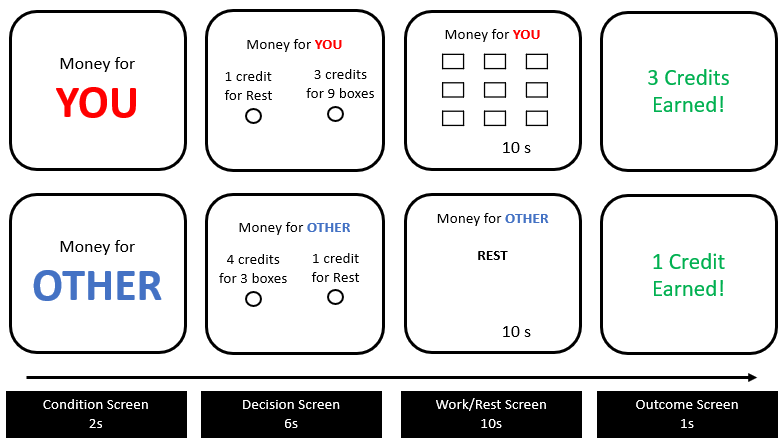 Money for
YOU
Money for YOU
1 credit
for Rest
3 credits
for 9 boxes
Money for YOU
10 s
3 Credits
Earned!
Money for
OTHER
Money for OTHER
4 credits
for 3 boxes
1 credit
for Rest
Money for OTHER
REST
10 s
1 Credit
Earned!
Condition Screen
2s
Decision Screen
6s
Work/Rest Screen
10s
Outcome Screen
1s